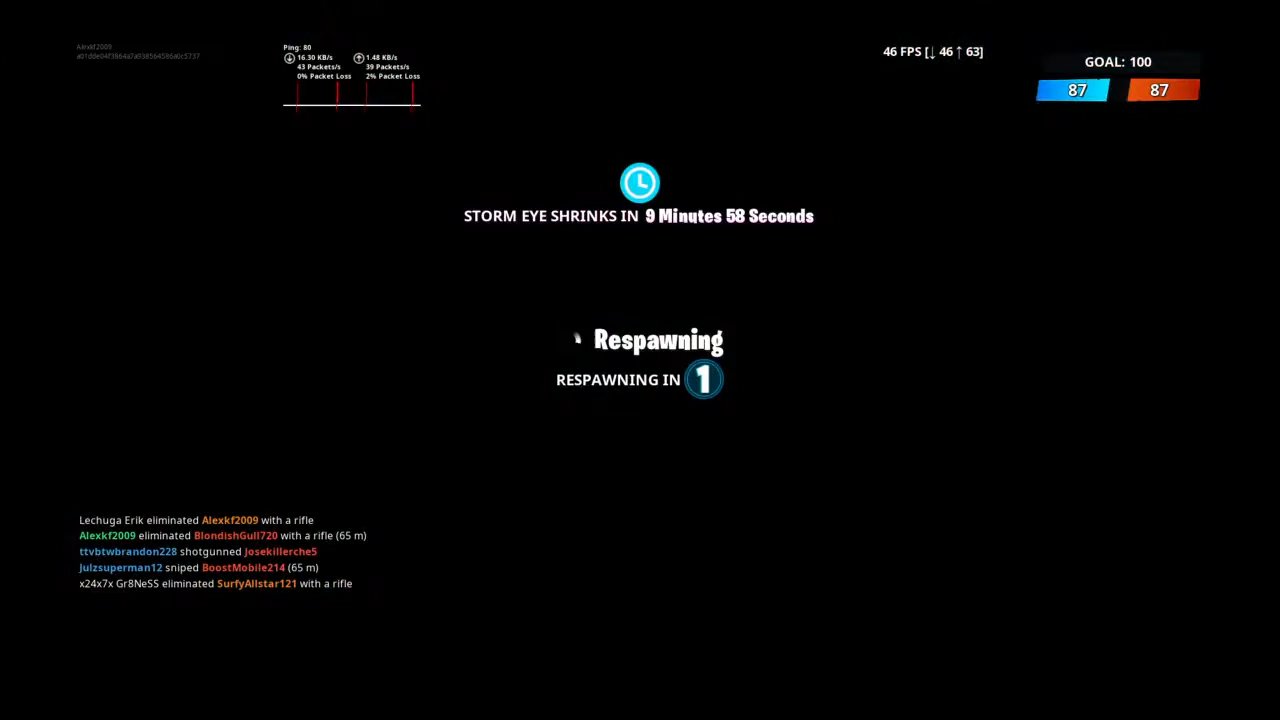 Alexkf2009
Ping: 80
16.30 KB/s
43 Packets/s
0% Packet Loss
1.48 KB/s
39 Packets/s
2% Packet Loss
46 FPS [↓ 46 ↑ 63]
GOAL: 100
87
87
STORM EYE SHRINKS IN 9 Minutes 58 Seconds
Respawning
RESPAWNING IN 1
Lechuga Erik eliminated Alexkf2009 with a rifle
Alexkf2009 eliminated BlondishGull720 with a rifle (65 m)
ttvbtwbrandon228 shotgunned Josekillerche5
Julzsuperman12 sniped BoostMobile214 (65 m)
x24x7x Gr8NeSS eliminated SurfyAllstar121 with a rifle